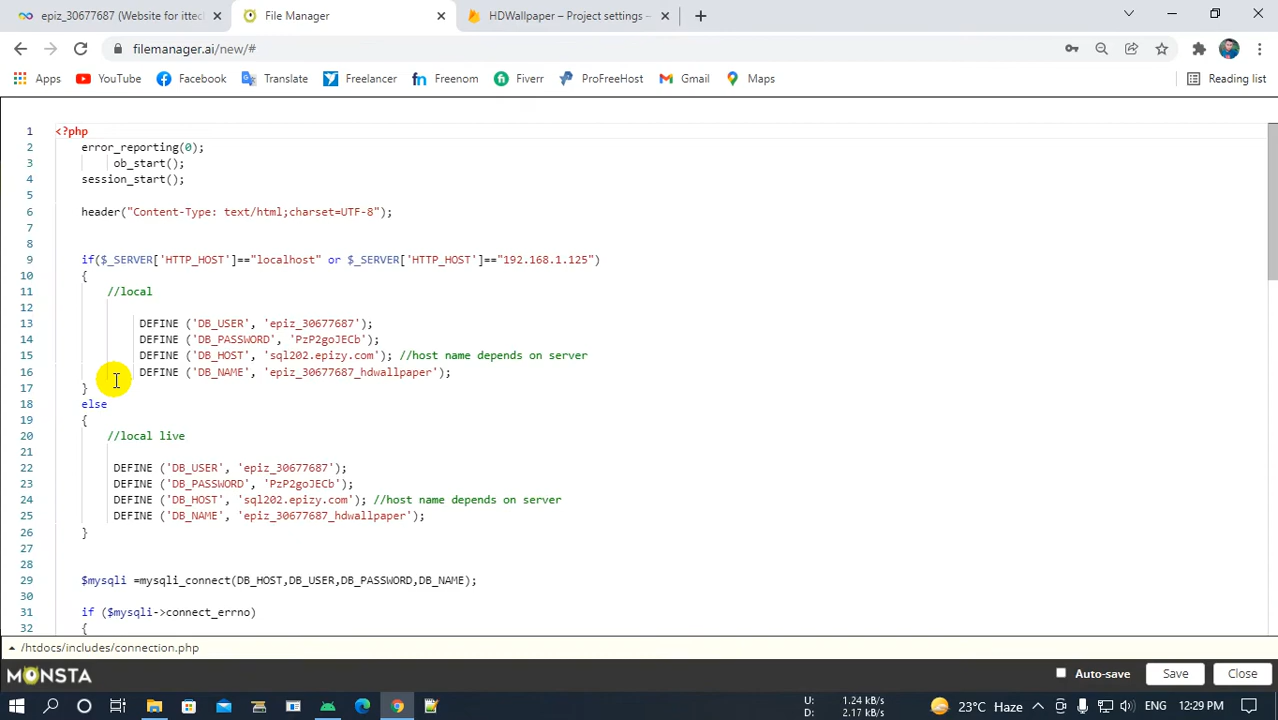 epiz_30677687 (Website for ittech
File Manager
HDWallpaper – Project settings –
filemanager.ai/new/#
Apps YouTube Facebook Translate Freelancer Freenom Fiverr ProFreeHost Gmail Maps Reading list
1 <?php
2 error_reporting(0);
3 ob_start();
4 session_start();
5
6 header("Content-Type: text/html;charset=UTF-8");
7
8
9 if($_SERVER['HTTP_HOST']=="localhost" or $_SERVER['HTTP_HOST']=="192.168.1.125")
10 {
11 //local
12
13 DEFINE ('DB_USER', 'epiz_30677687');
14 DEFINE ('DB_PASSWORD', 'PzP2goJECb');
15 DEFINE ('DB_HOST', 'sql202.epizy.com'); //host name depends on server
16 DEFINE ('DB_NAME', 'epiz_30677687_hdwallpaper');
17 }
18 else
19 {
20 //local live
21
22 DEFINE ('DB_USER', 'epiz_30677687');
23 DEFINE ('DB_PASSWORD', 'PzP2goJECb');
24 DEFINE ('DB_HOST', 'sql202.epizy.com'); //host name depends on server
25 DEFINE ('DB_NAME', 'epiz_30677687_hdwallpaper');
26 }
27
28
29 $mysqli =mysqli_connect(DB_HOST,DB_USER,DB_PASSWORD,DB_NAME);
30
31 if ($mysqli->connect_errno)
32 {
/htdocs/includes/connection.php
MONSTA
Auto-save Save Close
U: 1.24 kB/s
D: 2.17 kB/s
23°C Haze ENG 12:29 PM